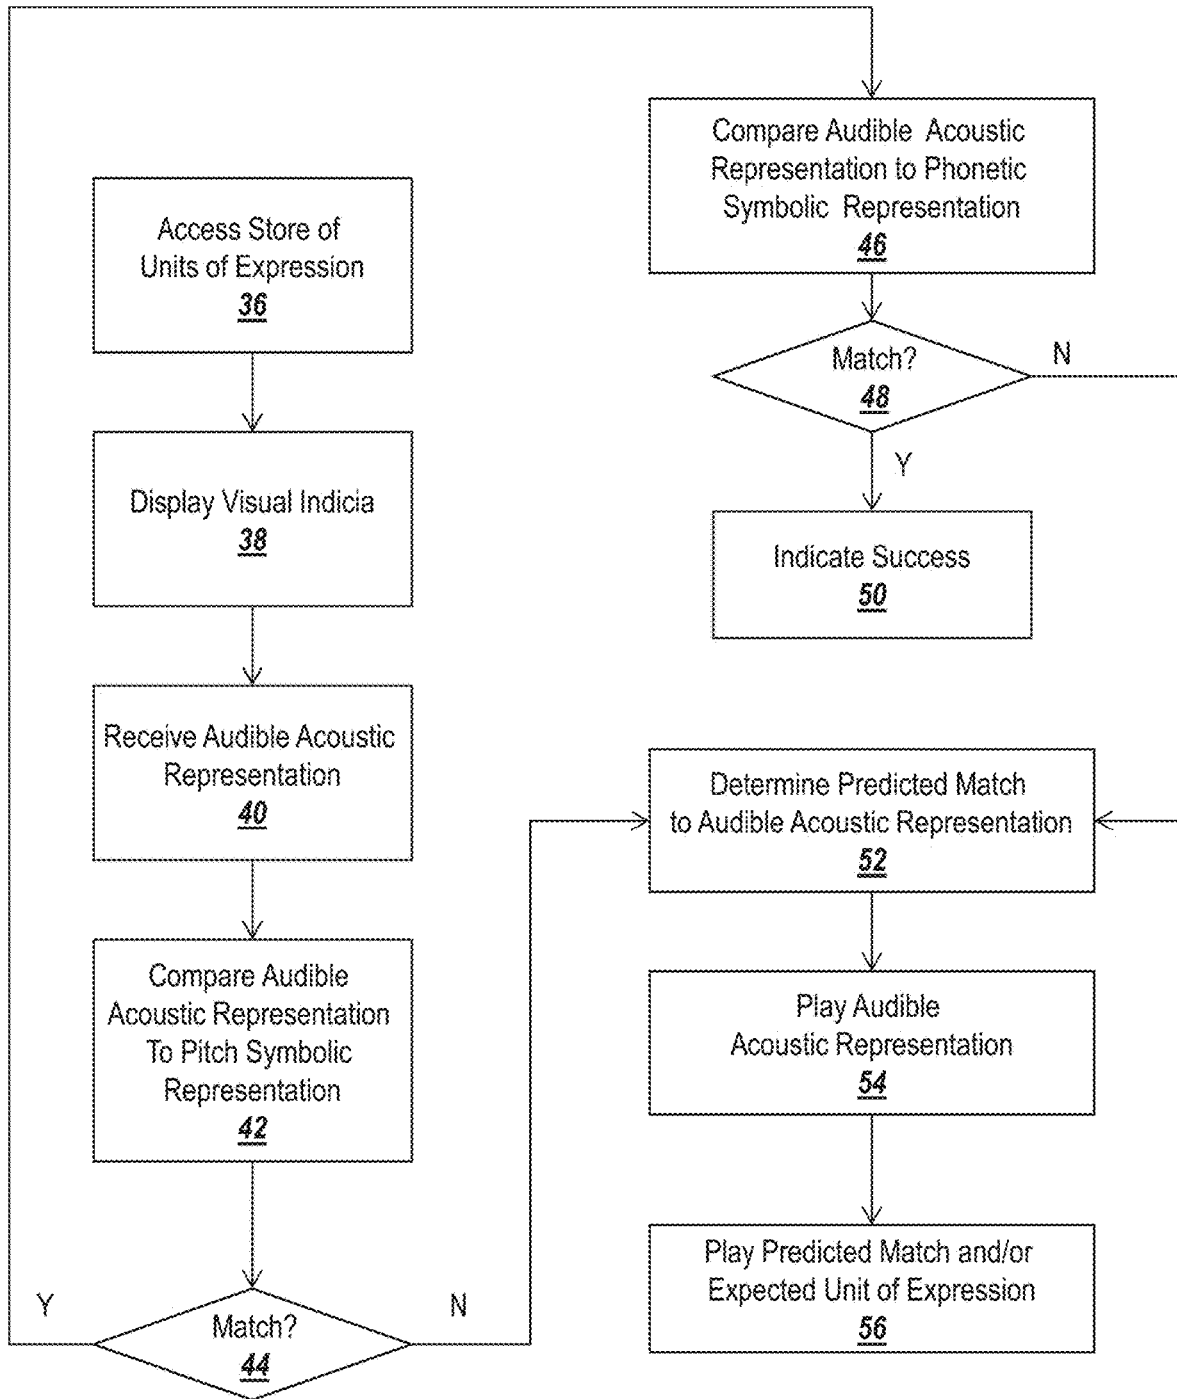 Access Store of
Units of Expression
36
Display Visual Indicia
38
Receive Audible Acoustic
Representation
40
Compare Audible
Acoustic Representation
To Pitch Symbolic
Representation
42
Y
Match?
44
N
Compare Audible Acoustic
Representation to Phonetic
Symbolic Representation
46
Match?
48
N
Y
Indicate Success
50
Determine Predicted Match
to Audible Acoustic Representation
52
Play Audible
Acoustic Representation
54
Play Predicted Match and/or
Expected Unit of Expression
56